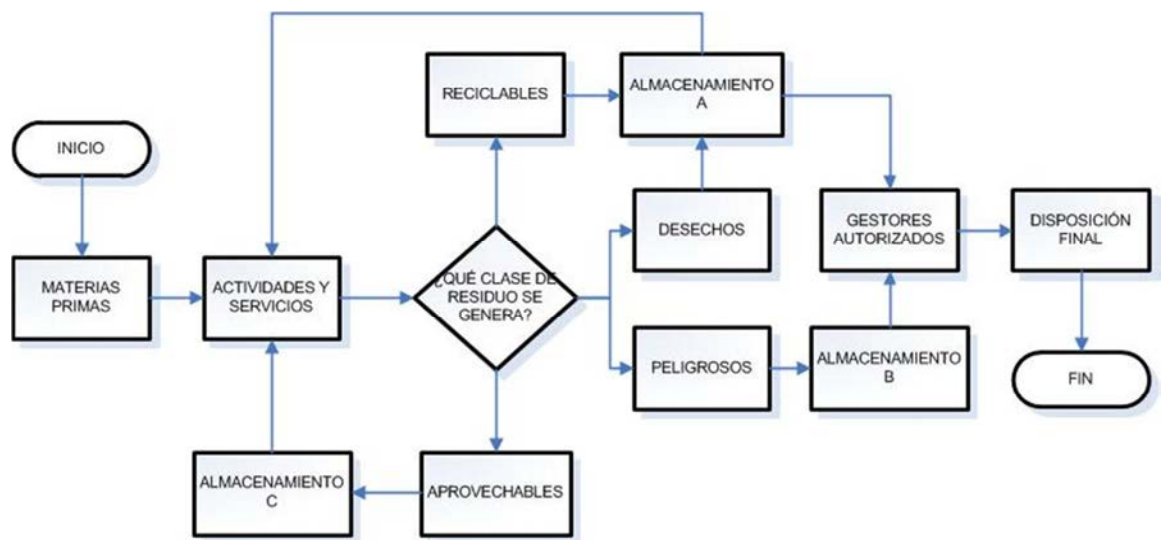 RECICLABLES
ALMACENAMIENTO
A
INICIO
DESECHOS
GESTORES
AUTORIZADOS
DISPOSICIÓN
FINAL
MATERIAS
PRIMAS
ACTIVIDADES Y
SERVICIOS
¿QUÉ CLASE DE
RESIDUO SE
GENERA?
PELIGROSOS
ALMACENAMIENTO
B
FIN
ALMACENAMIENTO
C
APROVECHABLES